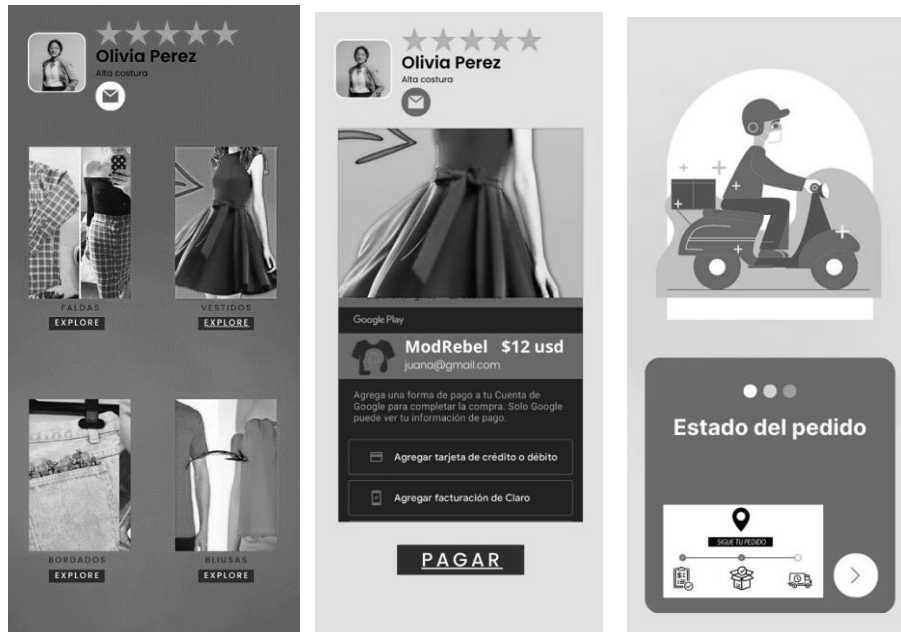 Olivia Perez
Alta costura
FALDAS
EXPLORE
VESTIDOS
EXPLORE
BORDADOS
EXPLORE
BLIUSAS
EXPLORE
Olivia Perez
Alta costura
Google Play
ModRebel $12 usd
juana@gmail.com
Agrega una forma de pago a tu Cuenta de
Google para completar la compra. Solo Google
puede ver tu información de pago.
Agregar tarjeta de crédito o débito
Agregar facturación de Claro
PAGAR
Estado del pedido
SIGUE TU PEDIDO